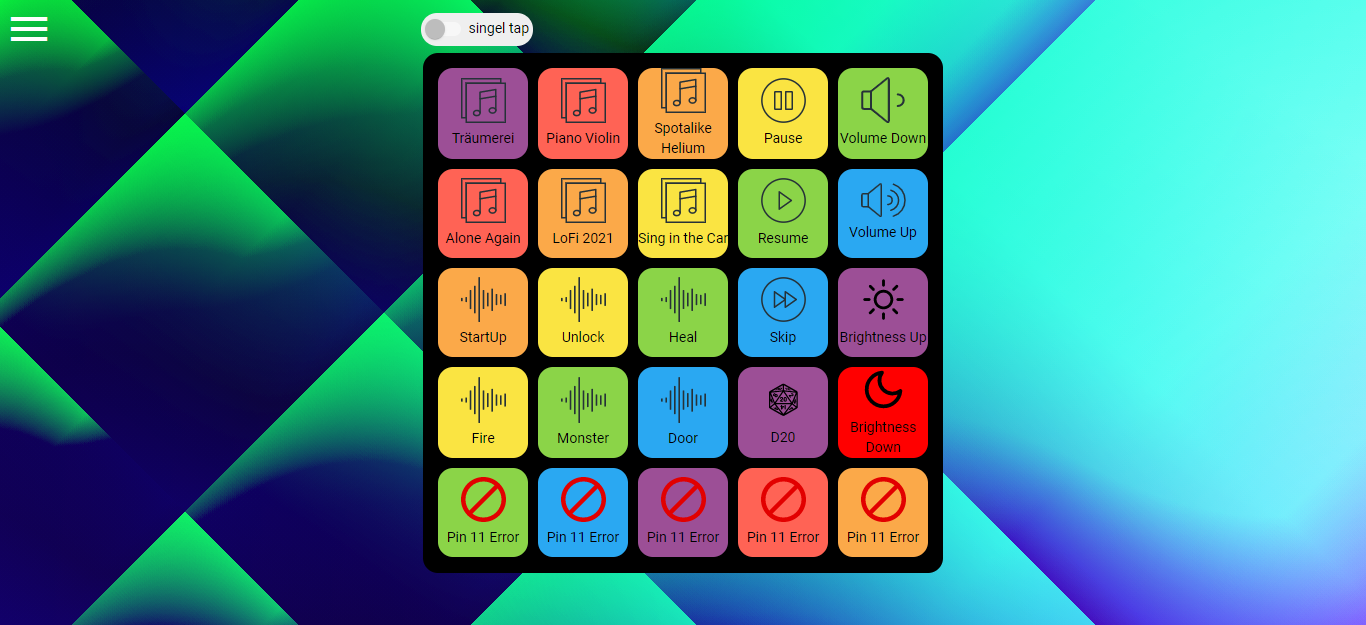 singel tap
Träumerei
Piano Violin
Spotalike
Helium
Pause
Volume Down
Alone Again
LoFi 2021
Sing in the Car
Resume
Volume Up
StartUp
Unlock
Heal
Skip
Brightness Up
Fire
Monster
Door
20
D20
Brightness
Down
Pin 11 Error
Pin 11 Error
Pin 11 Error
Pin 11 Error
Pin 11 Error